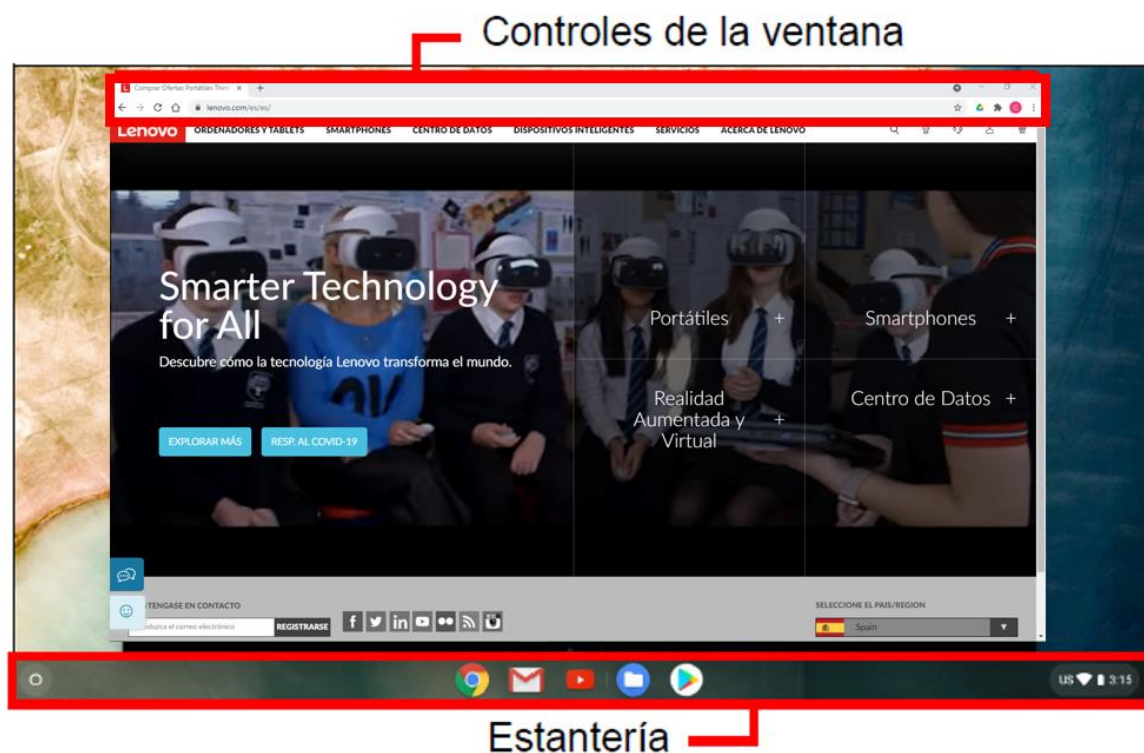 Controles de la ventana
Comprar Ofertas Portátiles Thin
lenovo.com/es/es/
Lenovo ORDENADORES Y TABLETS SMARTPHONES CENTRO DE DATOS DISPOSITIVOS INTELIGENTES SERVICIOS ACERCA DE LENOVO
Smarter Technology
for All
Descubre cómo la tecnología Lenovo transforma el mundo.
EXPLORAR MÁS RESP. AL COVID-19
Portátiles +
Smartphones +
Realidad
Aumentada y +
Virtual
Centro de Datos +
TENGASE EN CONTACTO
oduzca el correo electrónico REGISTRARSE
SELECCIONE EL PAIS/REGION
Spain
US 3:15
Estantería